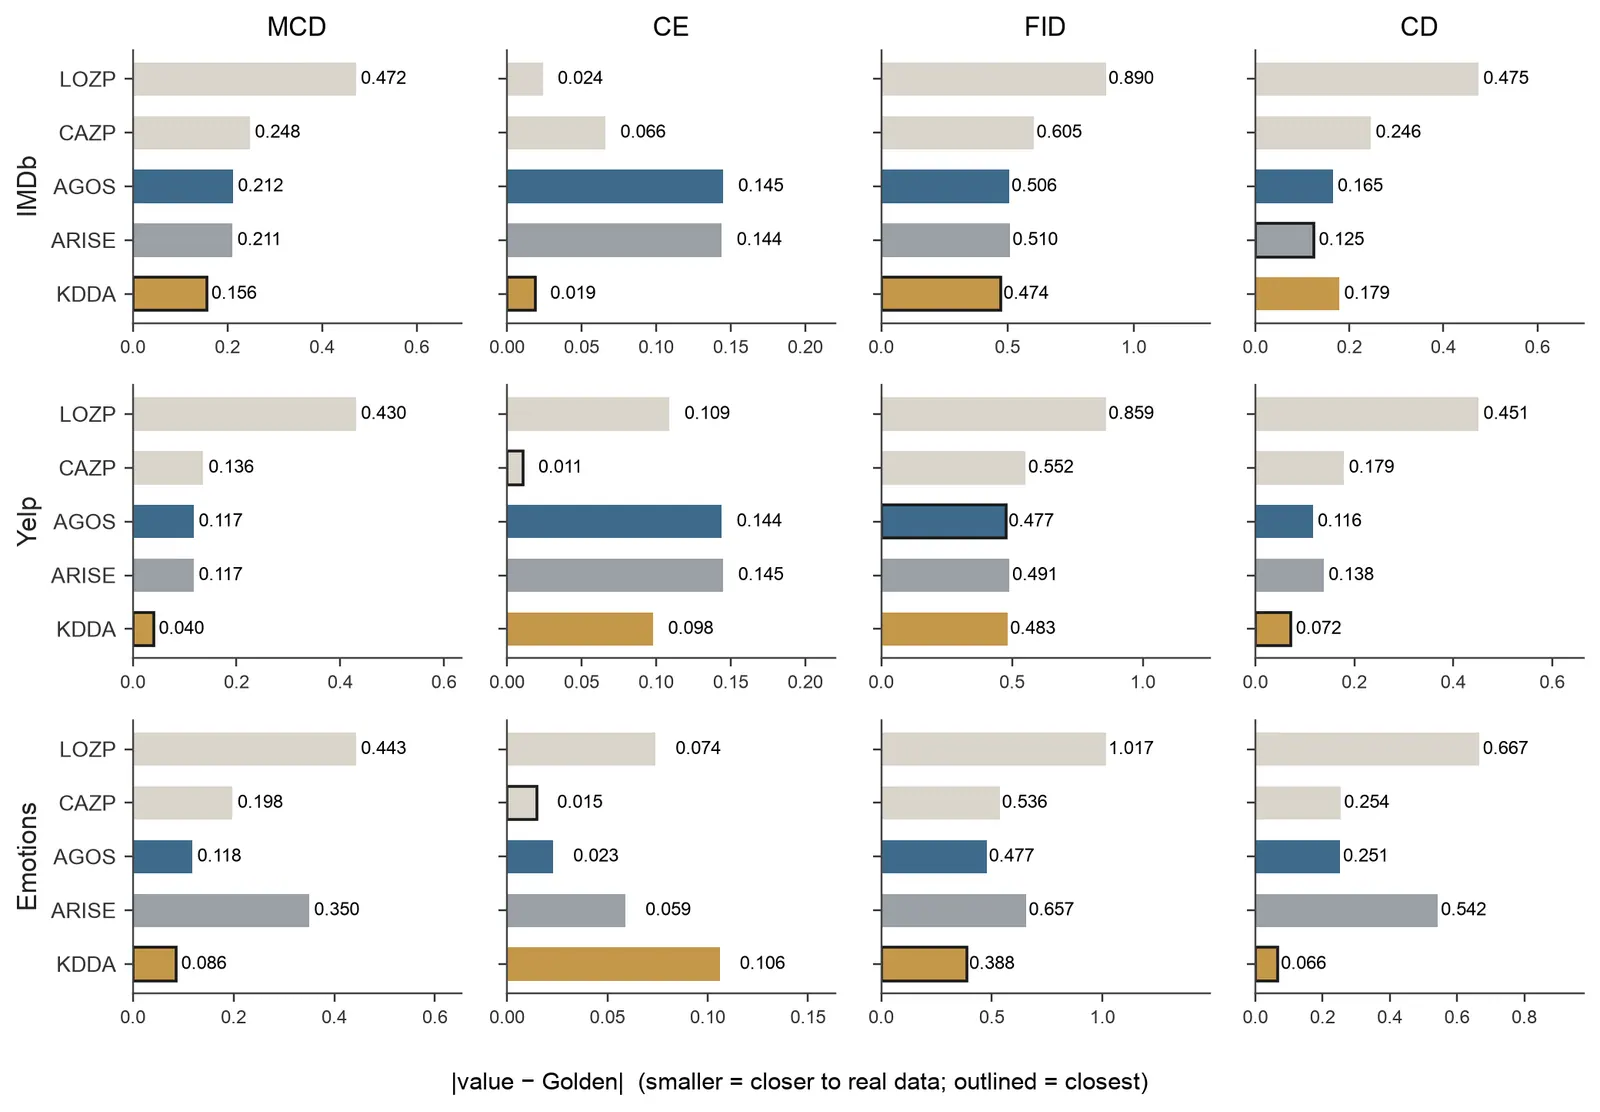 MCD CE FID CD
IMDb
LOZP 0.472 0.024 0.890 0.475
CAZP 0.248 0.066 0.605 0.246
AGOS 0.212 0.145 0.506 0.165
ARISE 0.211 0.144 0.510 0.125
KDDA 0.156 0.019 0.474 0.179
0.0 0.2 0.4 0.6 0.00 0.05 0.10 0.15 0.20 0.0 0.5 1.0 0.0 0.2 0.4 0.6
Yelp
LOZP 0.430 0.109 0.859 0.451
CAZP 0.136 0.011 0.552 0.179
AGOS 0.117 0.144 0.477 0.116
ARISE 0.117 0.145 0.491 0.138
KDDA 0.040 0.098 0.483 0.072
0.0 0.2 0.4 0.6 0.00 0.05 0.10 0.15 0.20 0.0 0.5 1.0 0.0 0.2 0.4 0.6
Emotions
LOZP 0.443 0.074 1.017 0.667
CAZP 0.198 0.015 0.536 0.254
AGOS 0.118 0.023 0.477 0.251
ARISE 0.350 0.059 0.657 0.542
KDDA 0.086 0.106 0.388 0.066
0.0 0.2 0.4 0.6 0.00 0.05 0.10 0.15 0.0 0.5 1.0 0.0 0.2 0.4 0.6 0.8
|value − Golden| (smaller = closer to real data; outlined = closest)